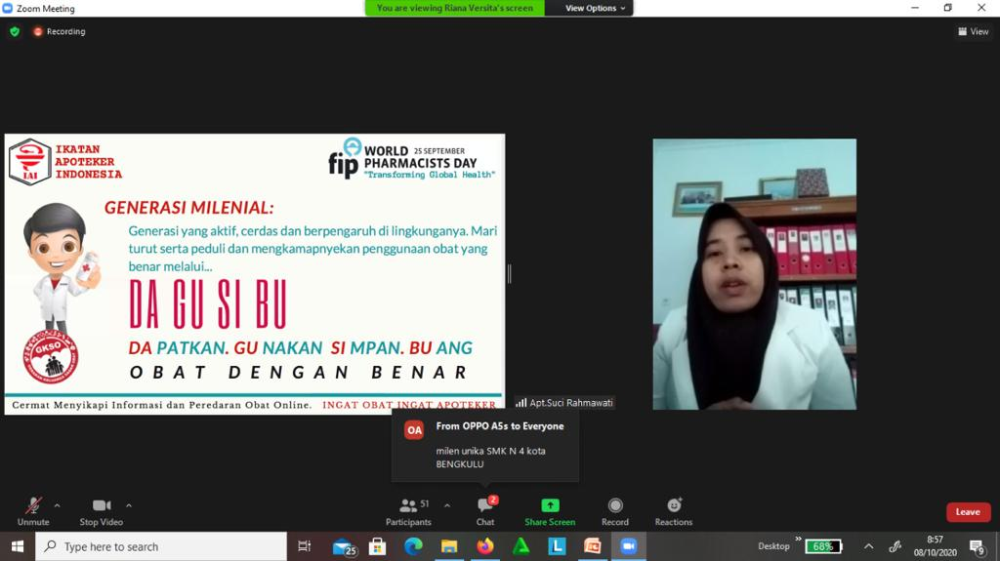 Zoom Meeting
You are viewing Riana Versita's screen
View Options
Recording
View
IAI
IKATAN
APOTEKER
INDONESIA
fip
WORLD 25 SEPTEMBER
PHARMACISTS DAY
"Transforming Global Health"
GENERASI MILENIAL:
Generasi yang aktif, cerdas dan berpengaruh di lingkunganya. Mari
turut serta peduli dan mengkamapnyekan penggunaan obat yang
benar melalui...
DA GU SI BU
DA PATKAN. GU NAKAN SI MPAN. BU ANG
OBAT DENGAN BENAR
GKSO
Cermat Menyikapi Informasi dan Peredaran Obat Online. INGAT OBAT INGAT APOTEKER
Apt.Suci Rahmawati
OA
From OPPO A5s to Everyone
milen unika SMK N 4 kota
BENGKULU
Unmute
Stop Video
51
Participants
2
Chat
Share Screen
Record
Reactions
Leave
Type here to search
25
L
Desktop
68%
8:57
08/10/2020
9